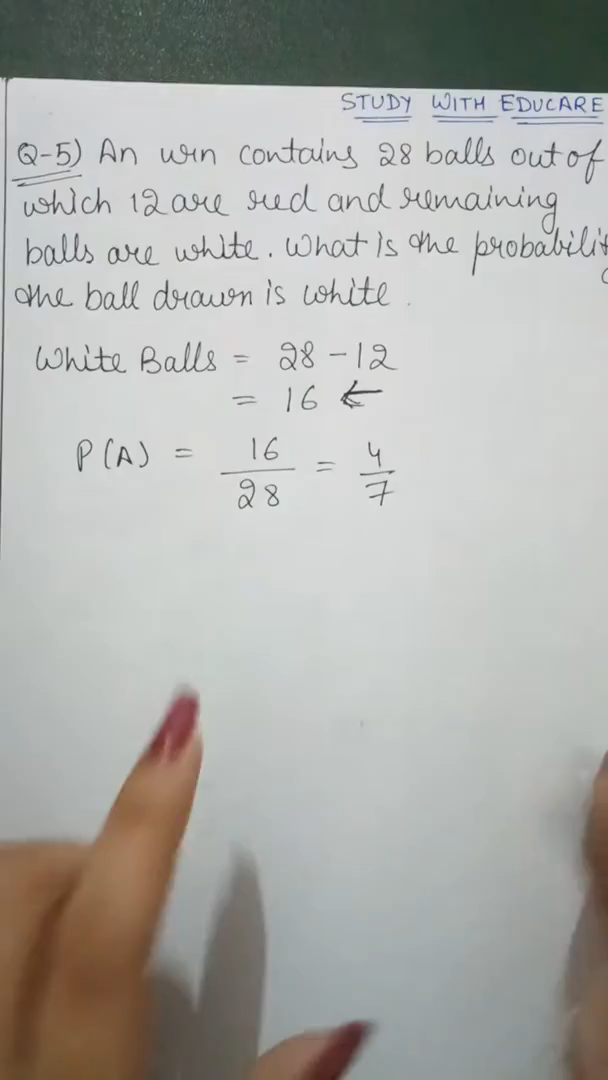 STUDY WITH EDUCARE
Q-5) An urn contains 28 balls out of
which 12 are red and remaining
balls are white. What is the
the ball drawn is white.
White Balls = 28 - 12
= 16 ←
P(A) = 16/28 = 4/7